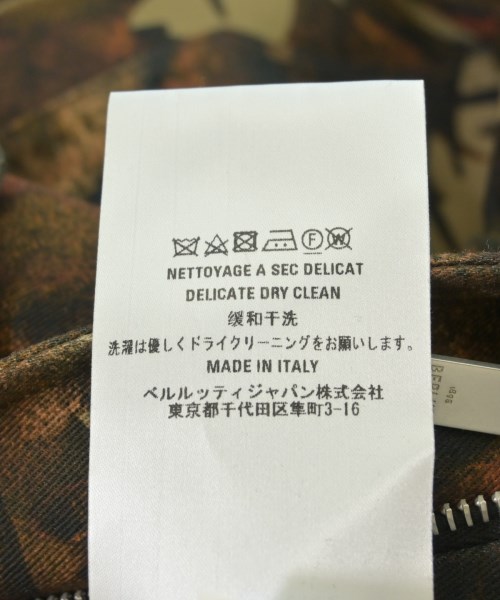 F W
NETTOYAGE A SEC DELICAT
DELICATE DRY CLEAN
缓和干洗
洗濯は優しくドライクリーニングをお願いします。
MADE IN ITALY
ベルルッティジャパン株式会社
東京都千代田区隼町3-16